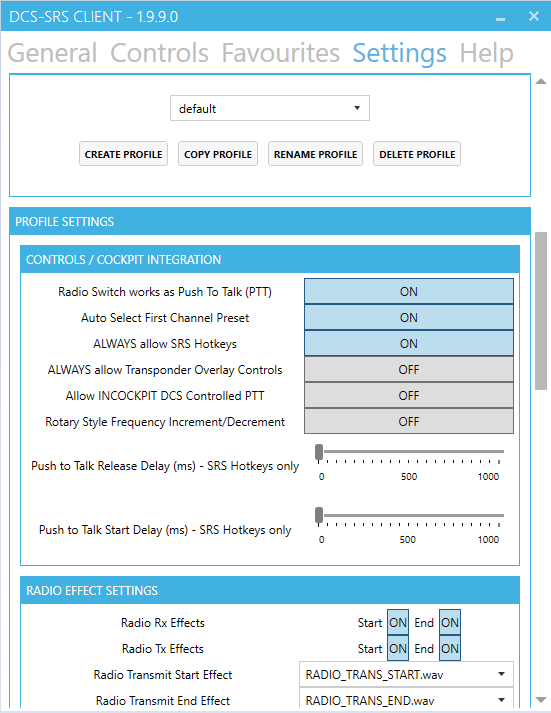 DCS-SRS CLIENT - 1.9.9.0
General Controls Favourites Settings Help
default
CREATE PROFILE COPY PROFILE RENAME PROFILE DELETE PROFILE
PROFILE SETTINGS
CONTROLS / COCKPIT INTEGRATION
Radio Switch works as Push To Talk (PTT) ON
Auto Select First Channel Preset ON
ALWAYS allow SRS Hotkeys ON
ALWAYS allow Transponder Overlay Controls OFF
Allow INCOCKPIT DCS Controlled PTT OFF
Rotary Style Frequency Increment/Decrement OFF
Push to Talk Release Delay (ms) - SRS Hotkeys only
0 500 1000
Push to Talk Start Delay (ms) - SRS Hotkeys only
0 500 1000
RADIO EFFECT SETTINGS
Radio Rx Effects Start ON End ON
Radio Tx Effects Start ON End ON
Radio Transmit Start Effect RADIO_TRANS_START.wav
Radio Transmit End Effect RADIO_TRANS_END.wav